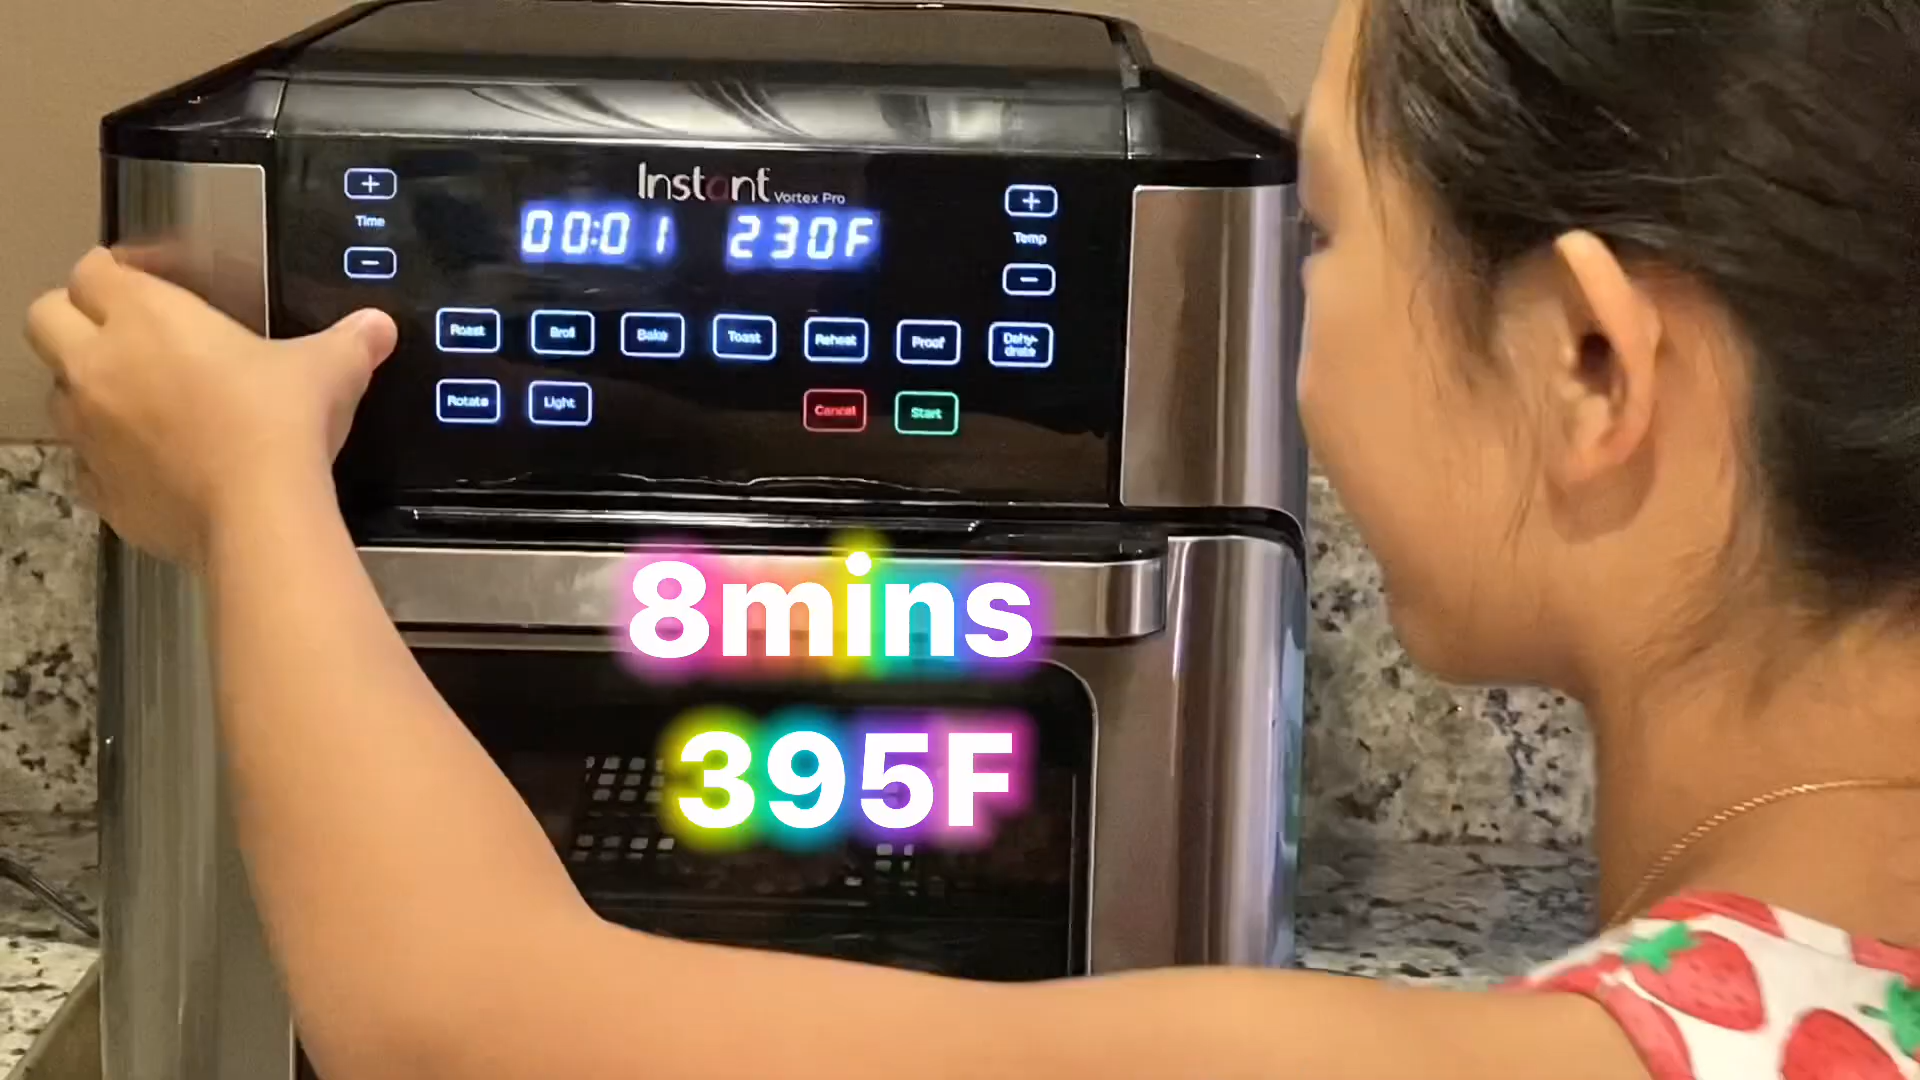 Instant Vortex Pro
+
Time
-
00:01 230F
+
Temp
-
Roast Broil Bake Toast Reheat Proof Dehy-
drate
Rotate Light Cancel Start
8mins
395F